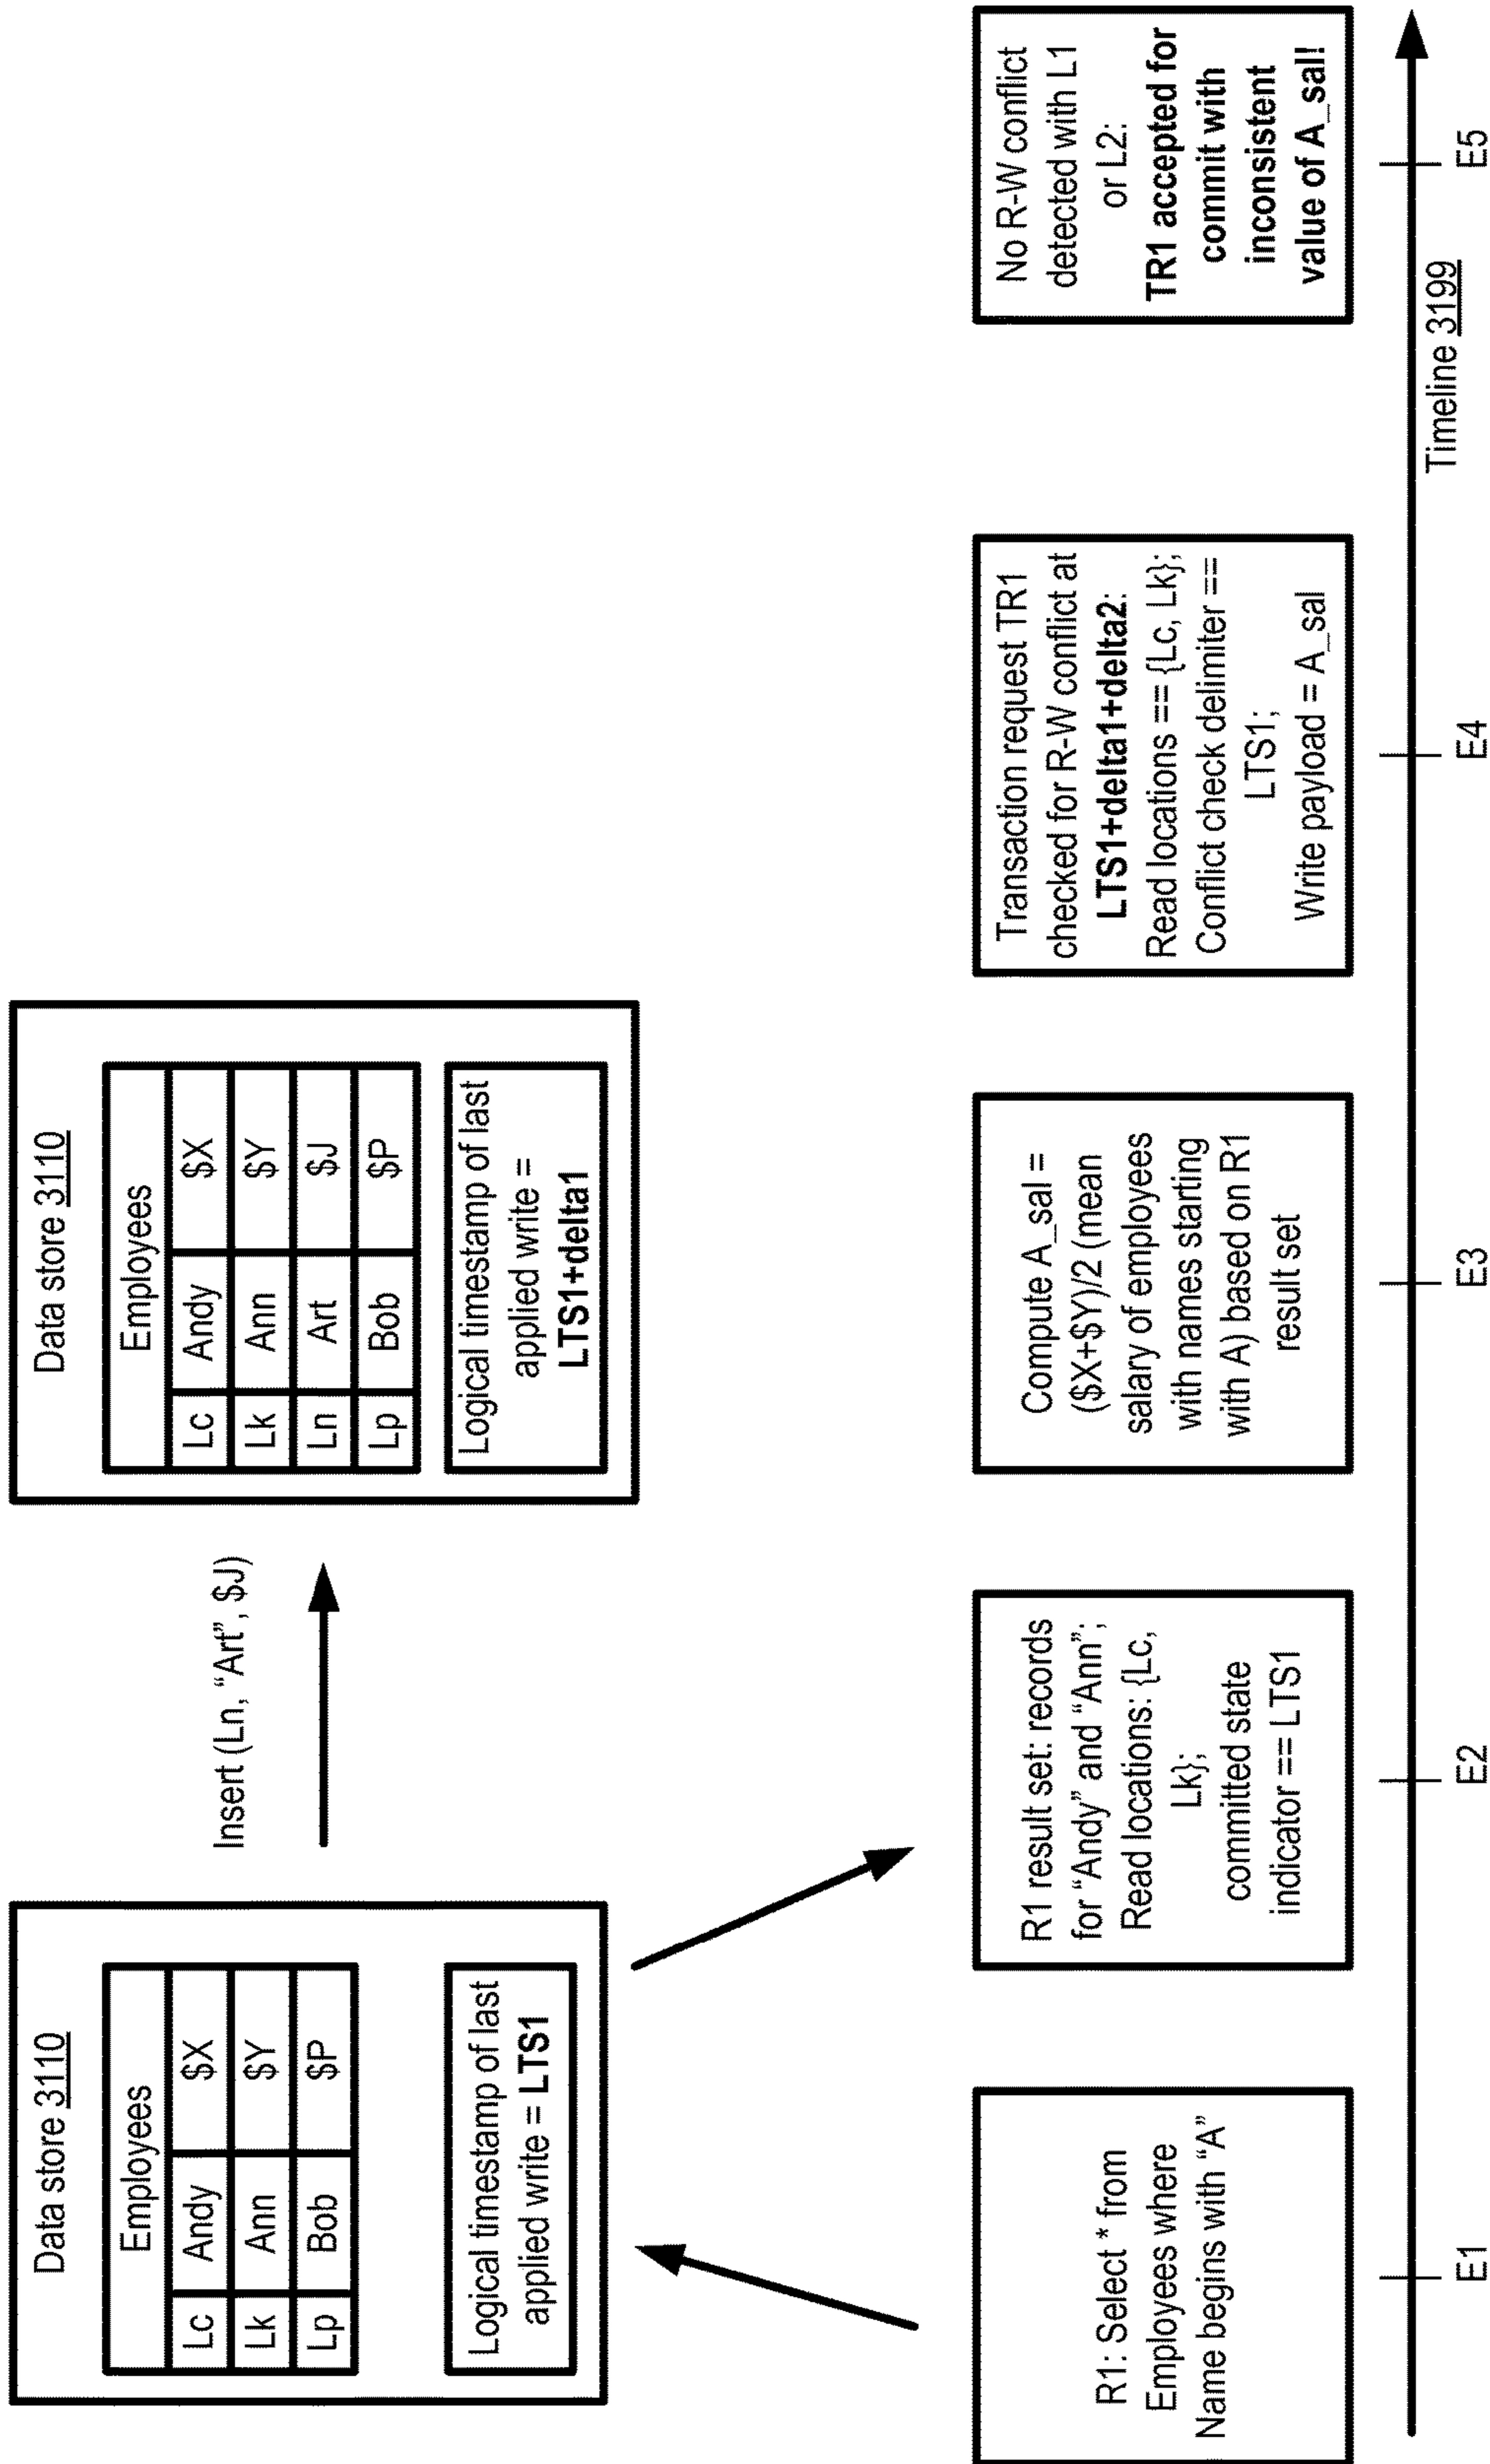 Data store 3110
Employees
Lc Andy $X
Lk Ann $Y
Lp Bob $P
Logical timestamp of last
applied write = LTS1
Insert (Ln, “Art”, $J)
Data store 3110
Employees
Lc Andy $X
Lk Ann $Y
Ln Art $J
Lp Bob $P
Logical timestamp of last
applied write =
LTS1+delta1
R1: Select * from
Employees where
Name begins with “A”
R1 result set: records
for “Andy” and “Ann”;
Read locations: {Lc,
Lk};
committed state
indicator == LTS1
Compute A_sal =
($X+$Y)/2 (mean
salary of employees
with names starting
with A) based on R1
result set
Transaction request TR1
checked for R-W conflict at
LTS1+delta1+delta2:
Read locations == {Lc, Lk};
Conflict check delimiter ==
LTS1;
Write payload = A_sal
No R-W conflict
detected with L1
or L2:
TR1 accepted for
commit with
inconsistent
value of A_sal!
Timeline 3199
E1
E2
E3
E4
E5